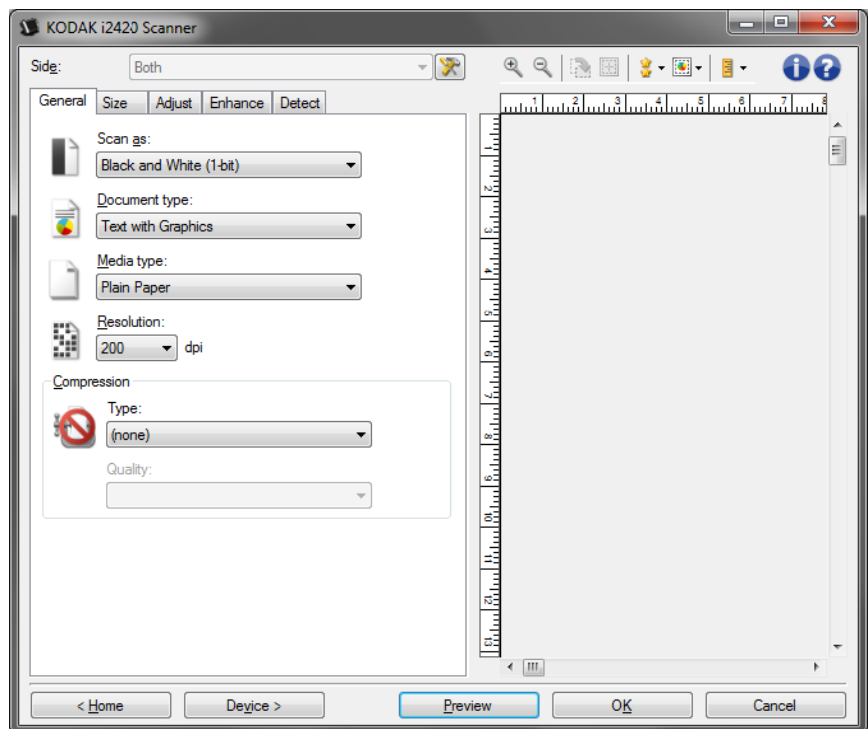 KODAK i2420 Scanner
Side: Both
General Size Adjust Enhance Detect
Scan as:
Black and White (1-bit)
Document type:
Text with Graphics
Media type:
Plain Paper
Resolution:
200 dpi
Compression
Type:
(none)
Quality:
1 2 3 4 5 6 7 8
1
2
3
4
5
6
7
8
9
10
11
12
13
< Home Device > Preview OK Cancel